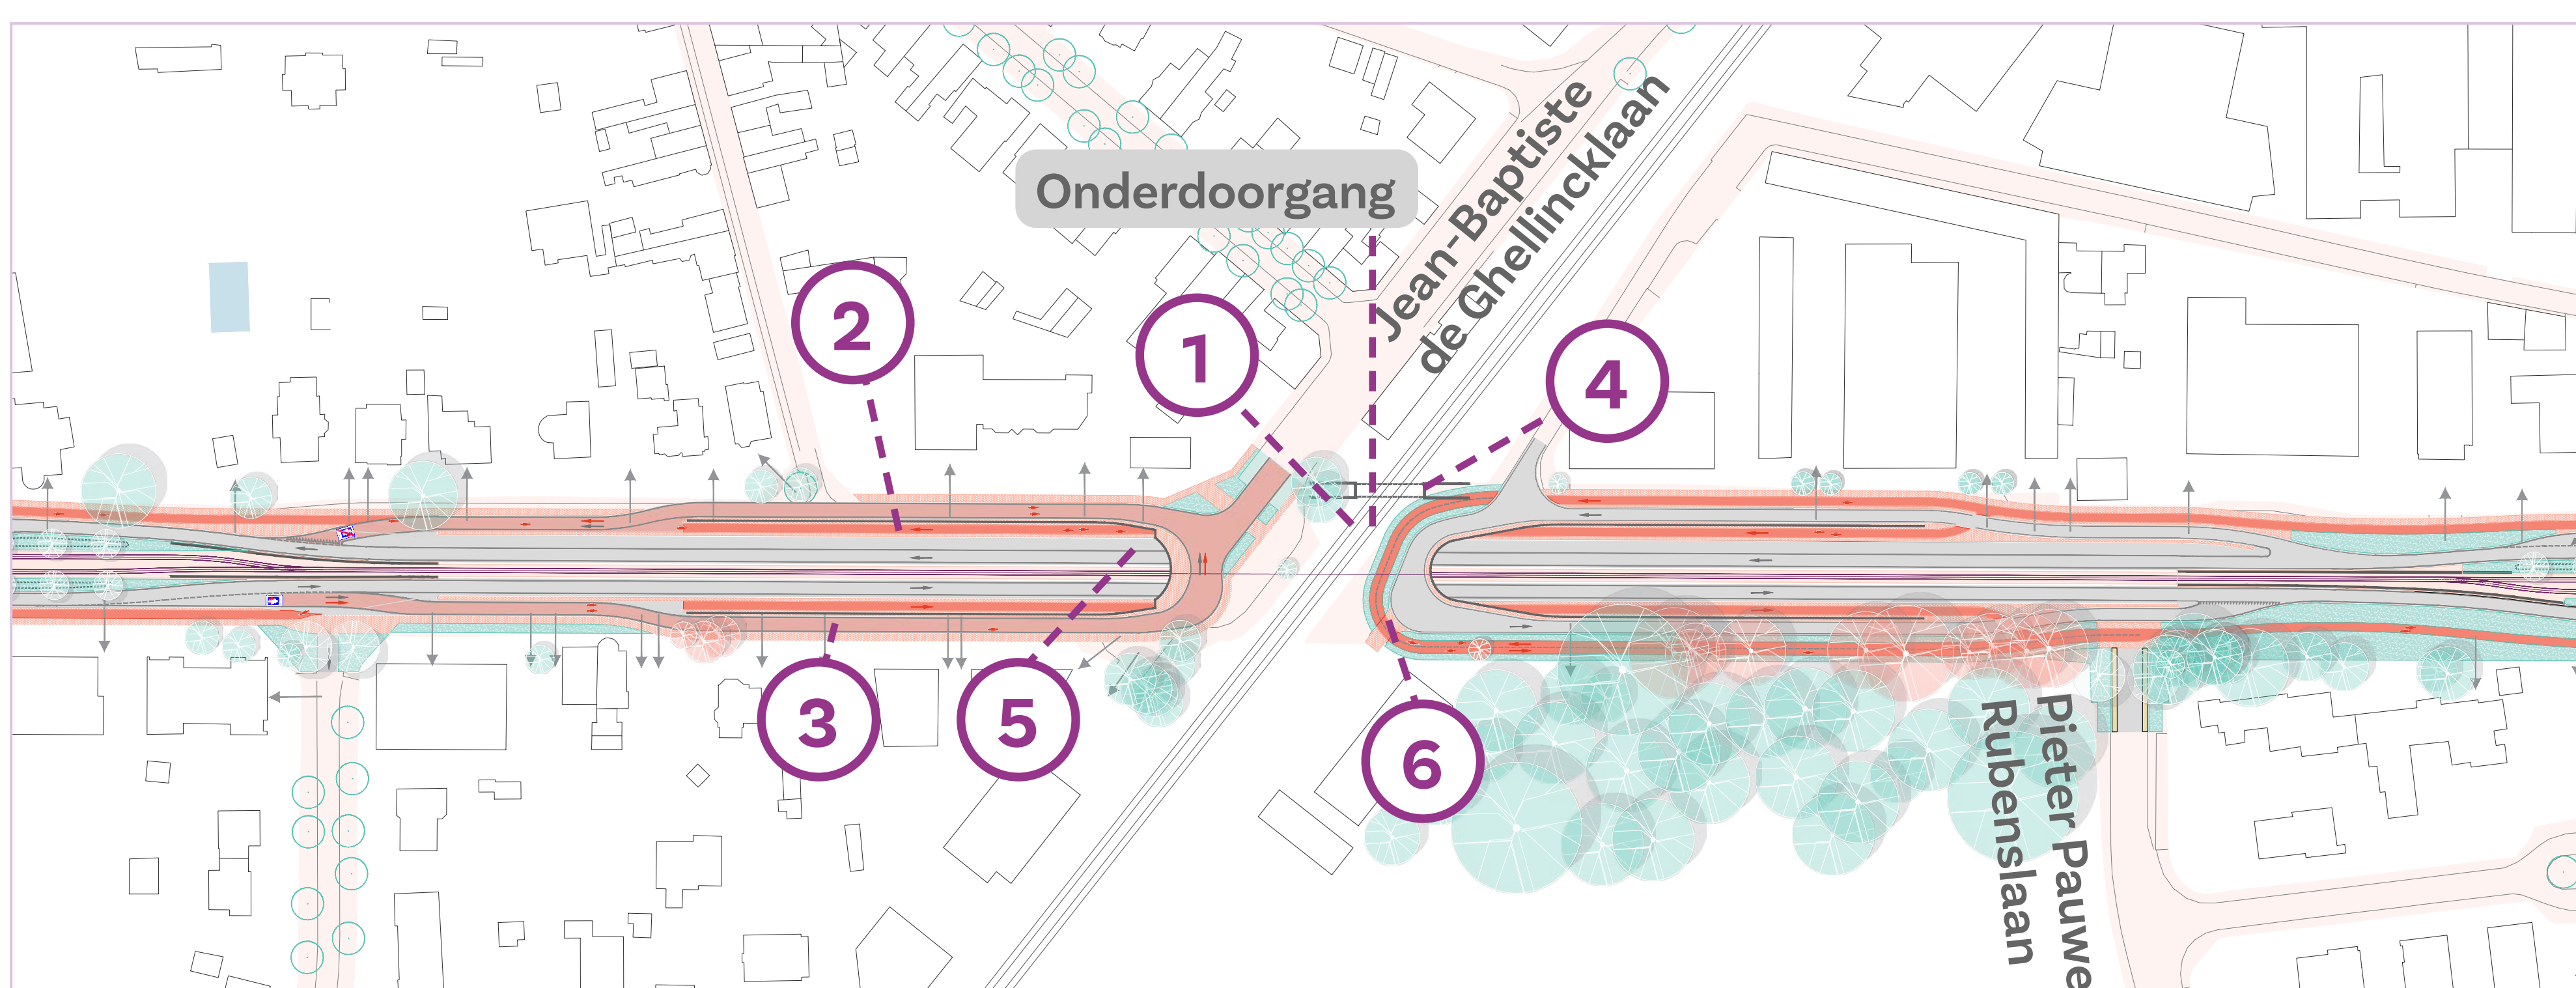 Onderdoorgang
Jean-Baptiste
de Ghellincklaan
2
1
4
3
5
6
Pieter Pauwe
Rubenslaan